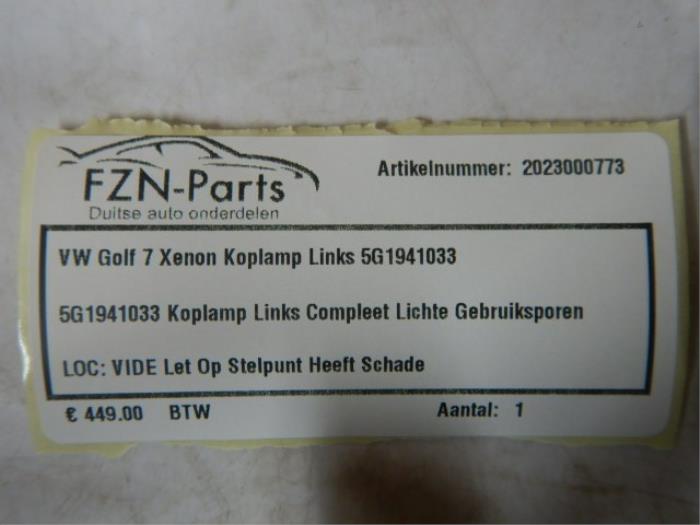 FZN-Parts
Duitse auto onderdelen
Artikelnummer: 2023000773
VW Golf 7 Xenon Koplamp Links 5G1941033
5G1941033 Koplamp Links Compleet Lichte Gebruiksporen
LOC: VIDE Let Op Stelpunt Heeft Schade
€ 449.00 BTW
Aantal: 1